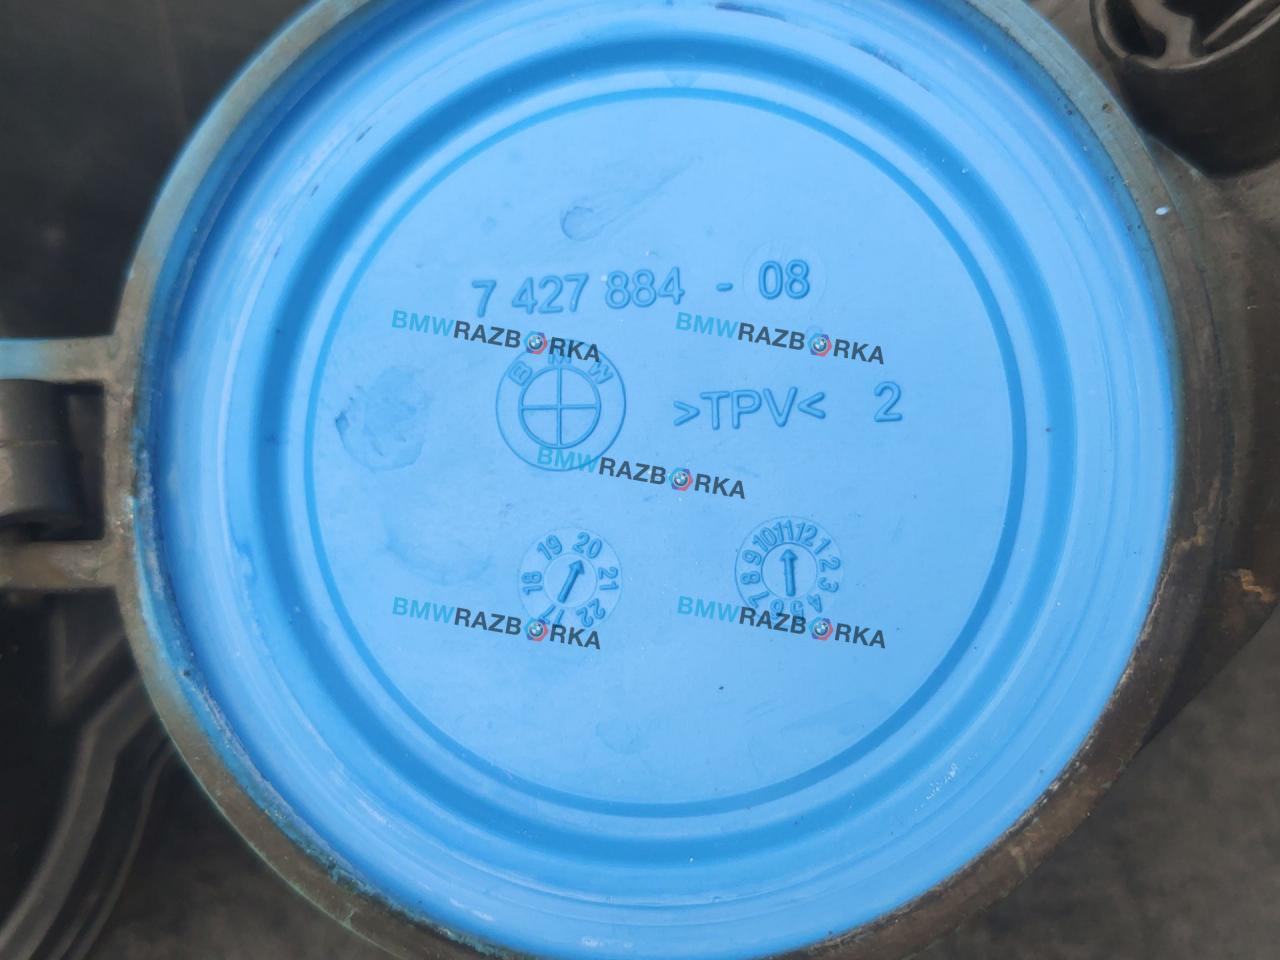 7 427 884 - 08
BMWRAZBORKA
BMWRAZBORKA
BMW
>TPV< 2
BMWRAZBORKA
17 18 19 20 21 22
1 2 3 4 5 6 7 8 9 10 11 12
BMWRAZBORKA
BMWRAZBORKA